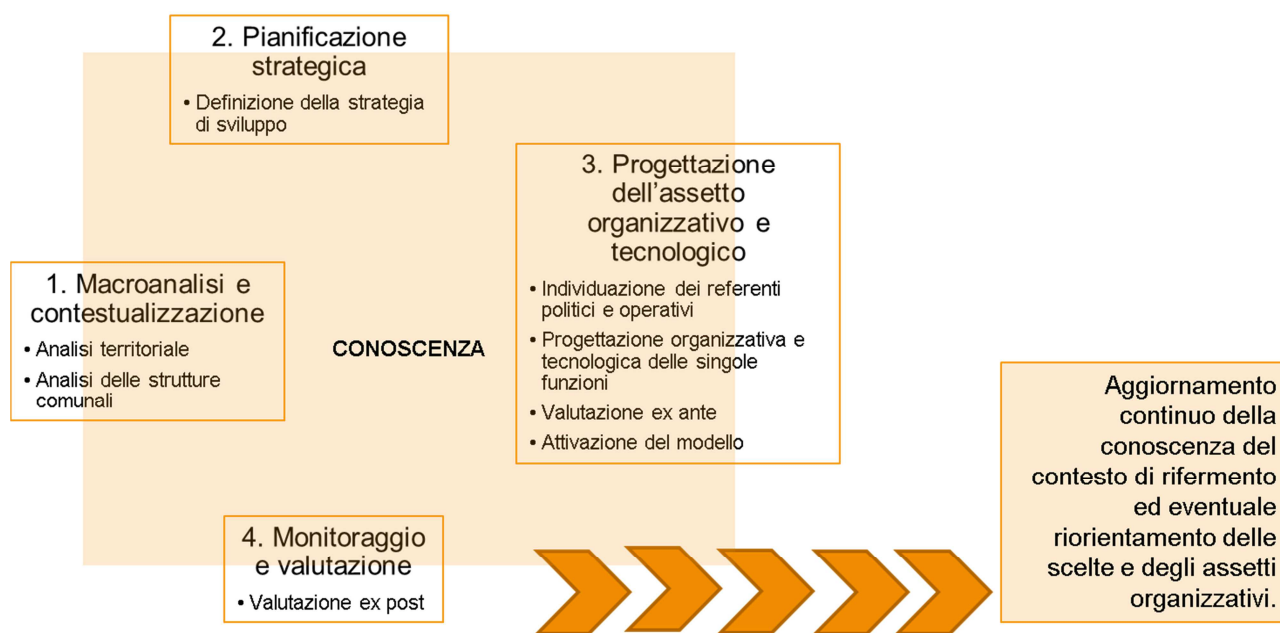 2. Pianificazione
strategica
• Definizione della strategia
di sviluppo
3. Progettazione
dell'assetto
organizzativo e
tecnologico
• Individuazione dei referenti
politici e operativi
• Progettazione organizzativa e
tecnologica delle singole
funzioni
• Valutazione ex ante
• Attivazione del modello
1. Macroanalisi e
contestualizzazione
• Analisi territoriale
• Analisi delle strutture
comunali
CONOSCENZA
4. Monitoraggio
e valutazione
• Valutazione ex post
Aggiornamento
continuo della
conoscenza del
contesto di rifermento
ed eventuale
riorientamento delle
scelte e degli assetti
organizzativi.